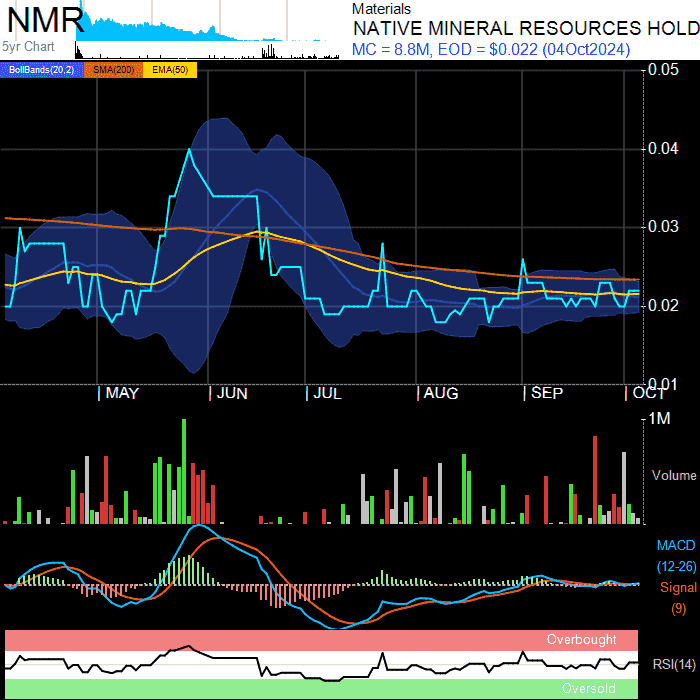 NMR
5yr Chart
Materials
NATIVE MINERAL RESOURCES HOLD
MC = 8.8M, EOD = $0.022 (04Oct2024)
BollBands(20,2) SMA(200) EMA(50)
0.05
0.04
0.03
0.02
0.01
MAY JUN JUL AUG SEP OCT
1M
Volume
MACD
(12-26)
Signal
(9)
Overbought
RSI(14)
Oversold